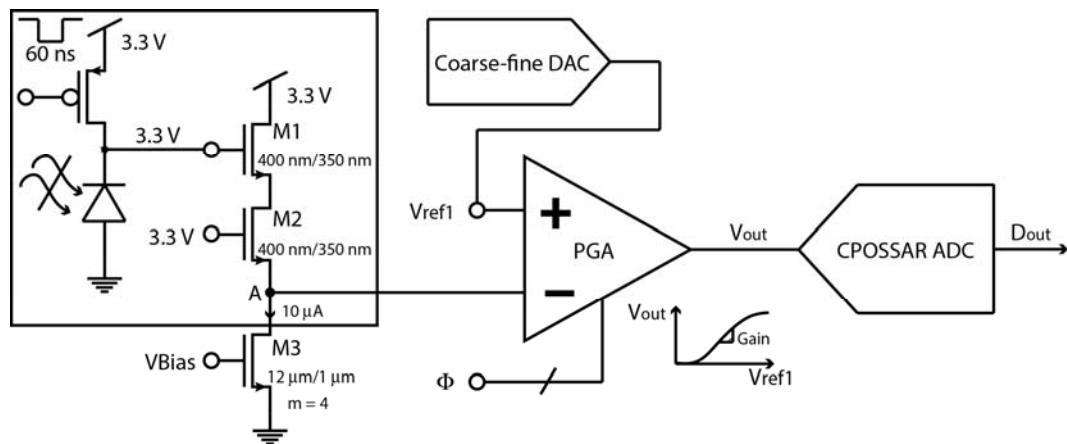 60 ns
3.3 V
3.3 V
3.3 V
M1
400 nm/350 nm
M2
400 nm/350 nm
3.3 V
A
10 μA
VBias
M3
12 μm/1 μm
m = 4
Coarse-fine DAC
Vref1
+
PGA
−
Φ
Vout
Vout
Gain
Vref1
CPOSSAR ADC
Dout